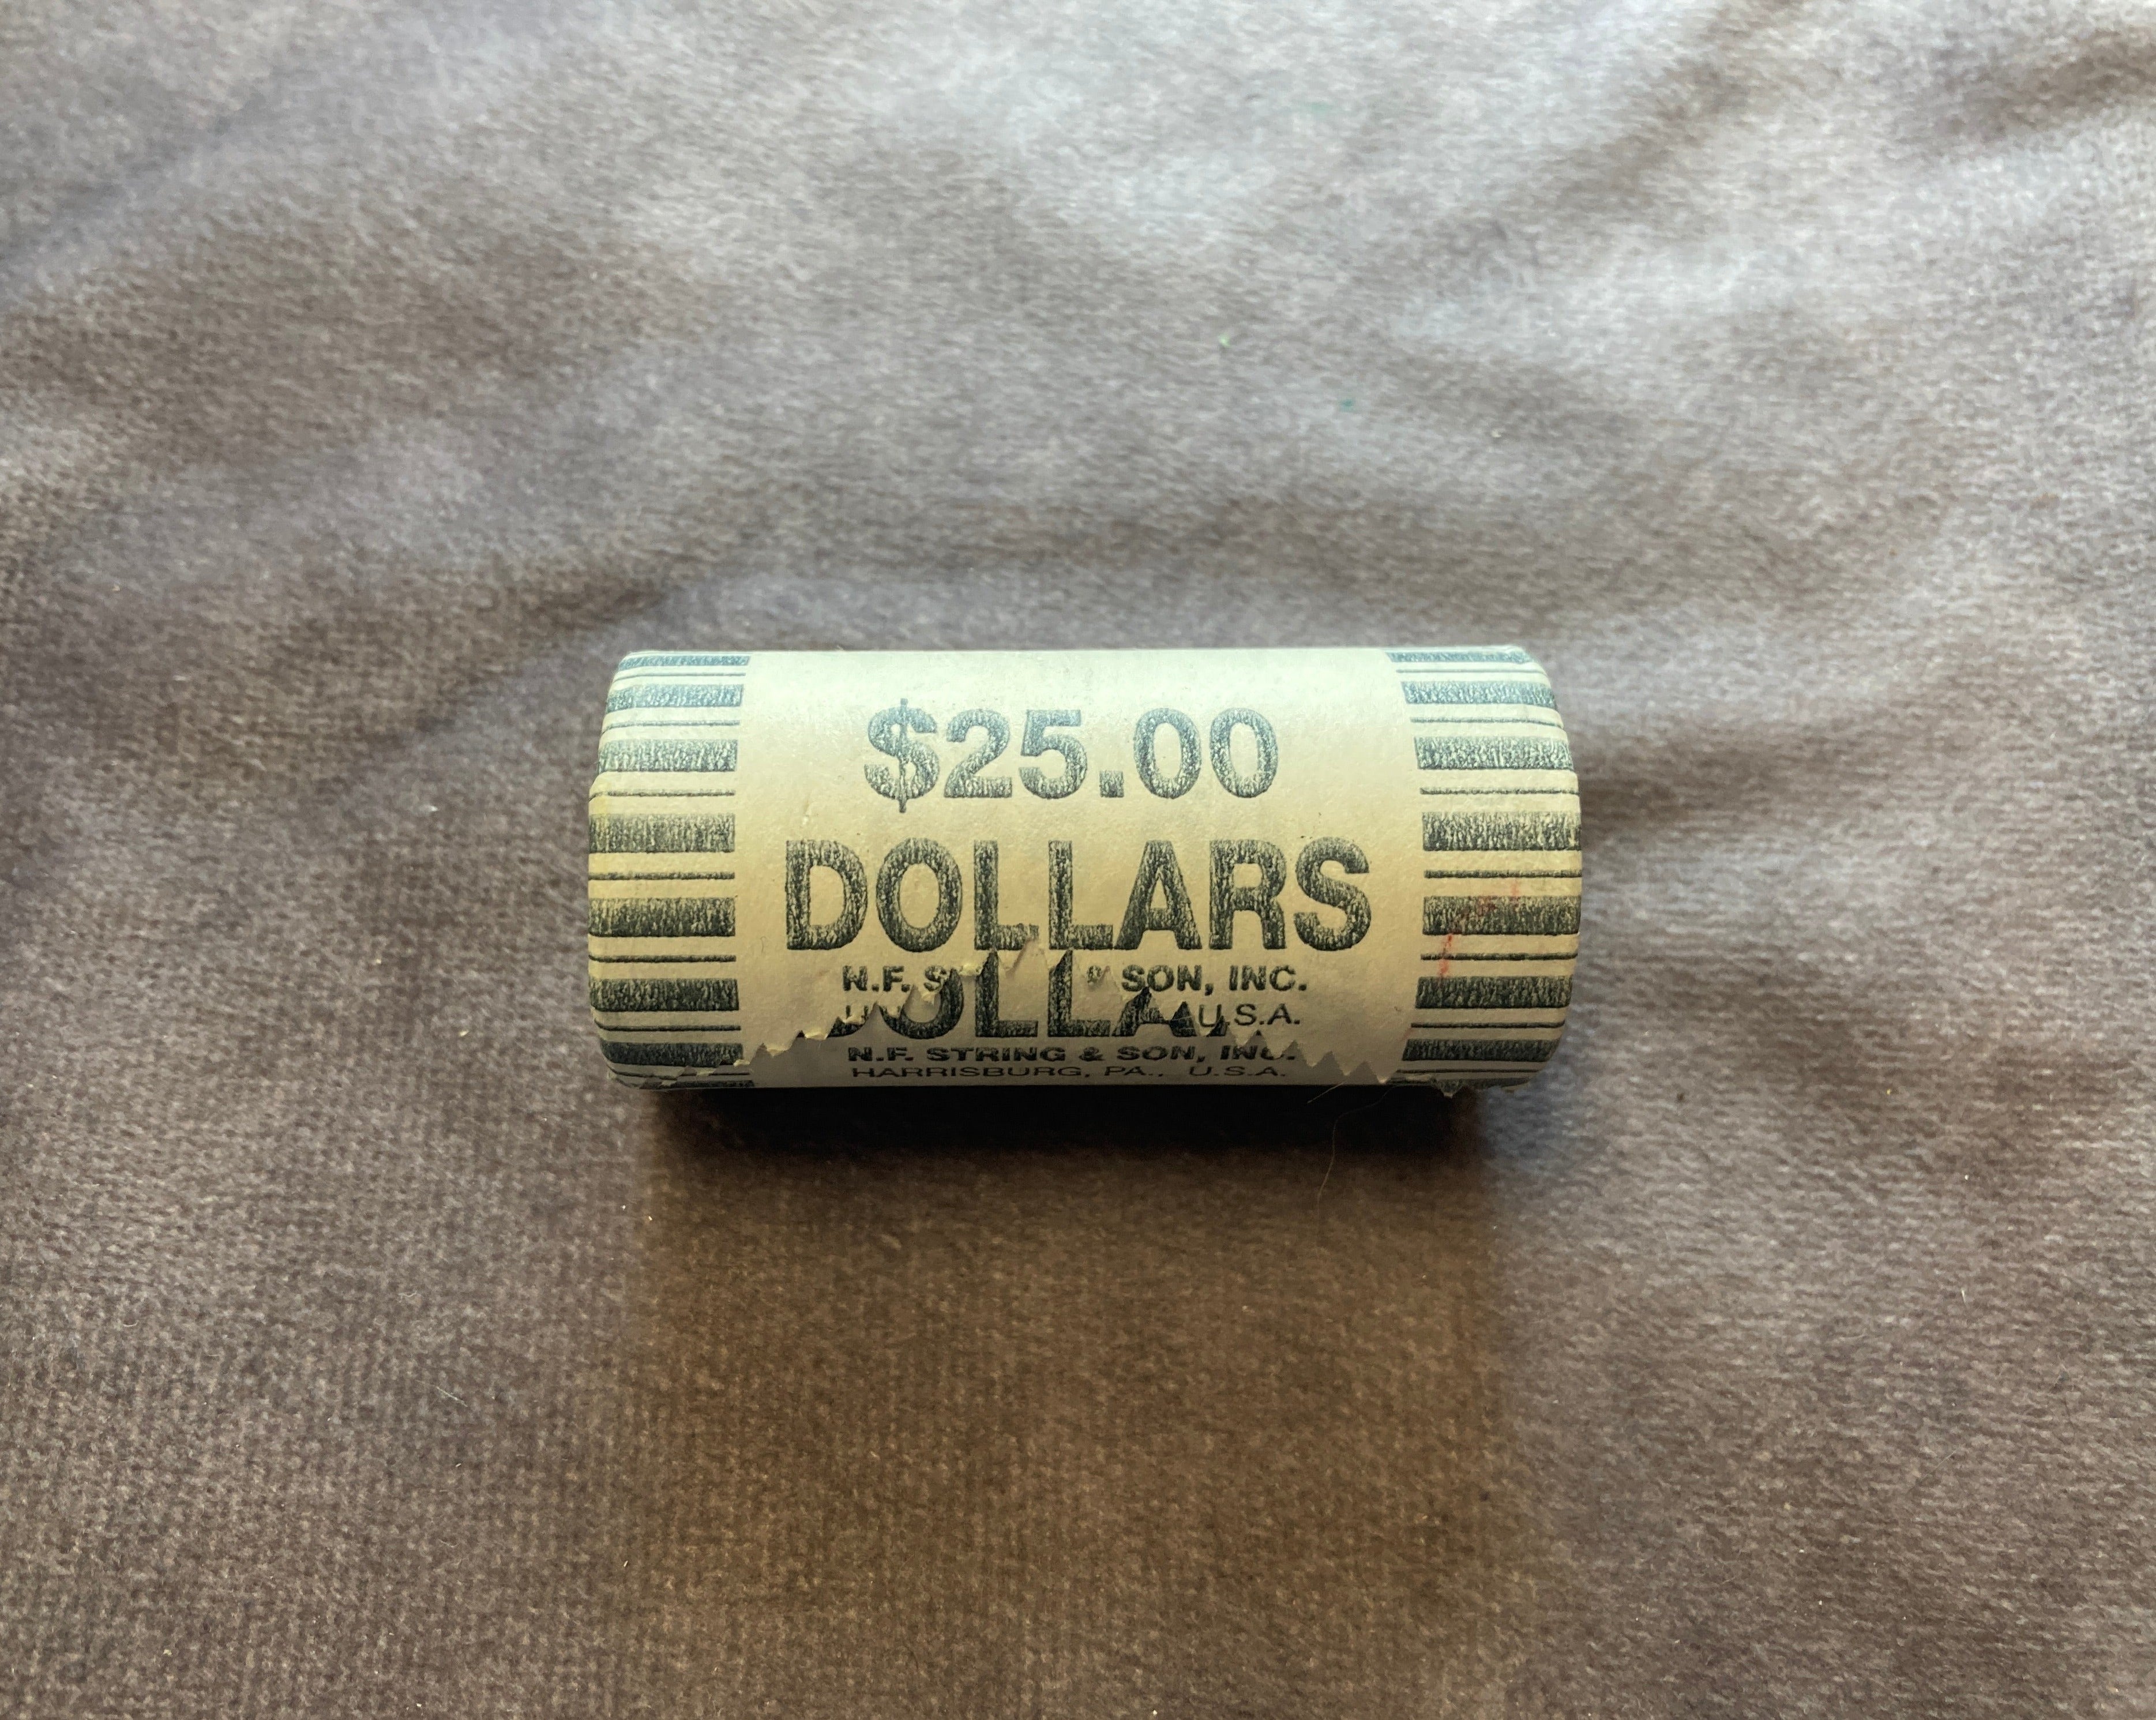 $25.00
DOLLARS
N.F. & SON, INC.
U.S.A.
N.F. STRING & SON, INC.
HARRISBURG, PA., U.S.A.